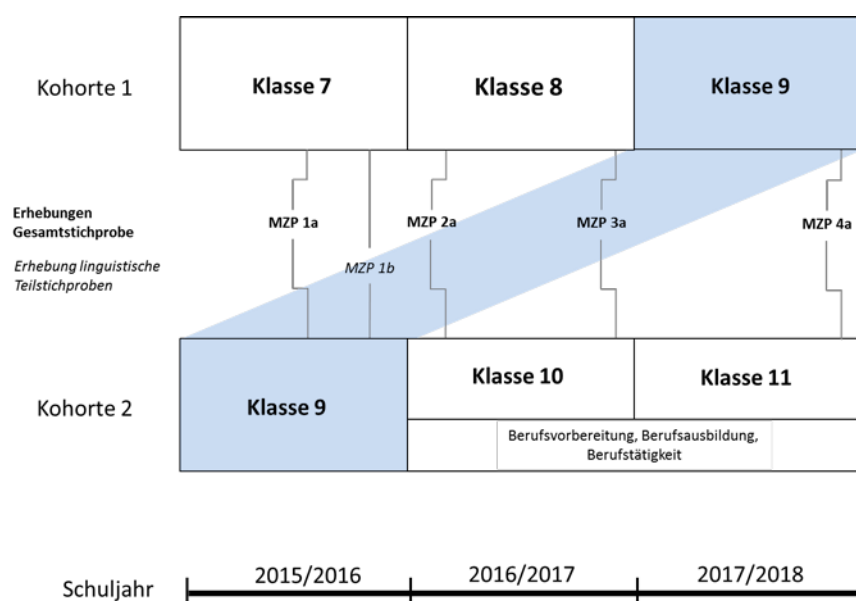 Kohorte 1
Klasse 7
Klasse 8
Klasse 9
Erhebungen
Gesamtstichprobe
Erhebung linguistische
Teilstichproben
MZP 1a
MZP 1b
MZP 2a
MZP 3a
MZP 4a
Kohorte 2
Klasse 9
Klasse 10
Klasse 11
Berufsvorbereitung, Berufsausbildung,
Berufstätigkeit
Schuljahr
2015/2016
2016/2017
2017/2018